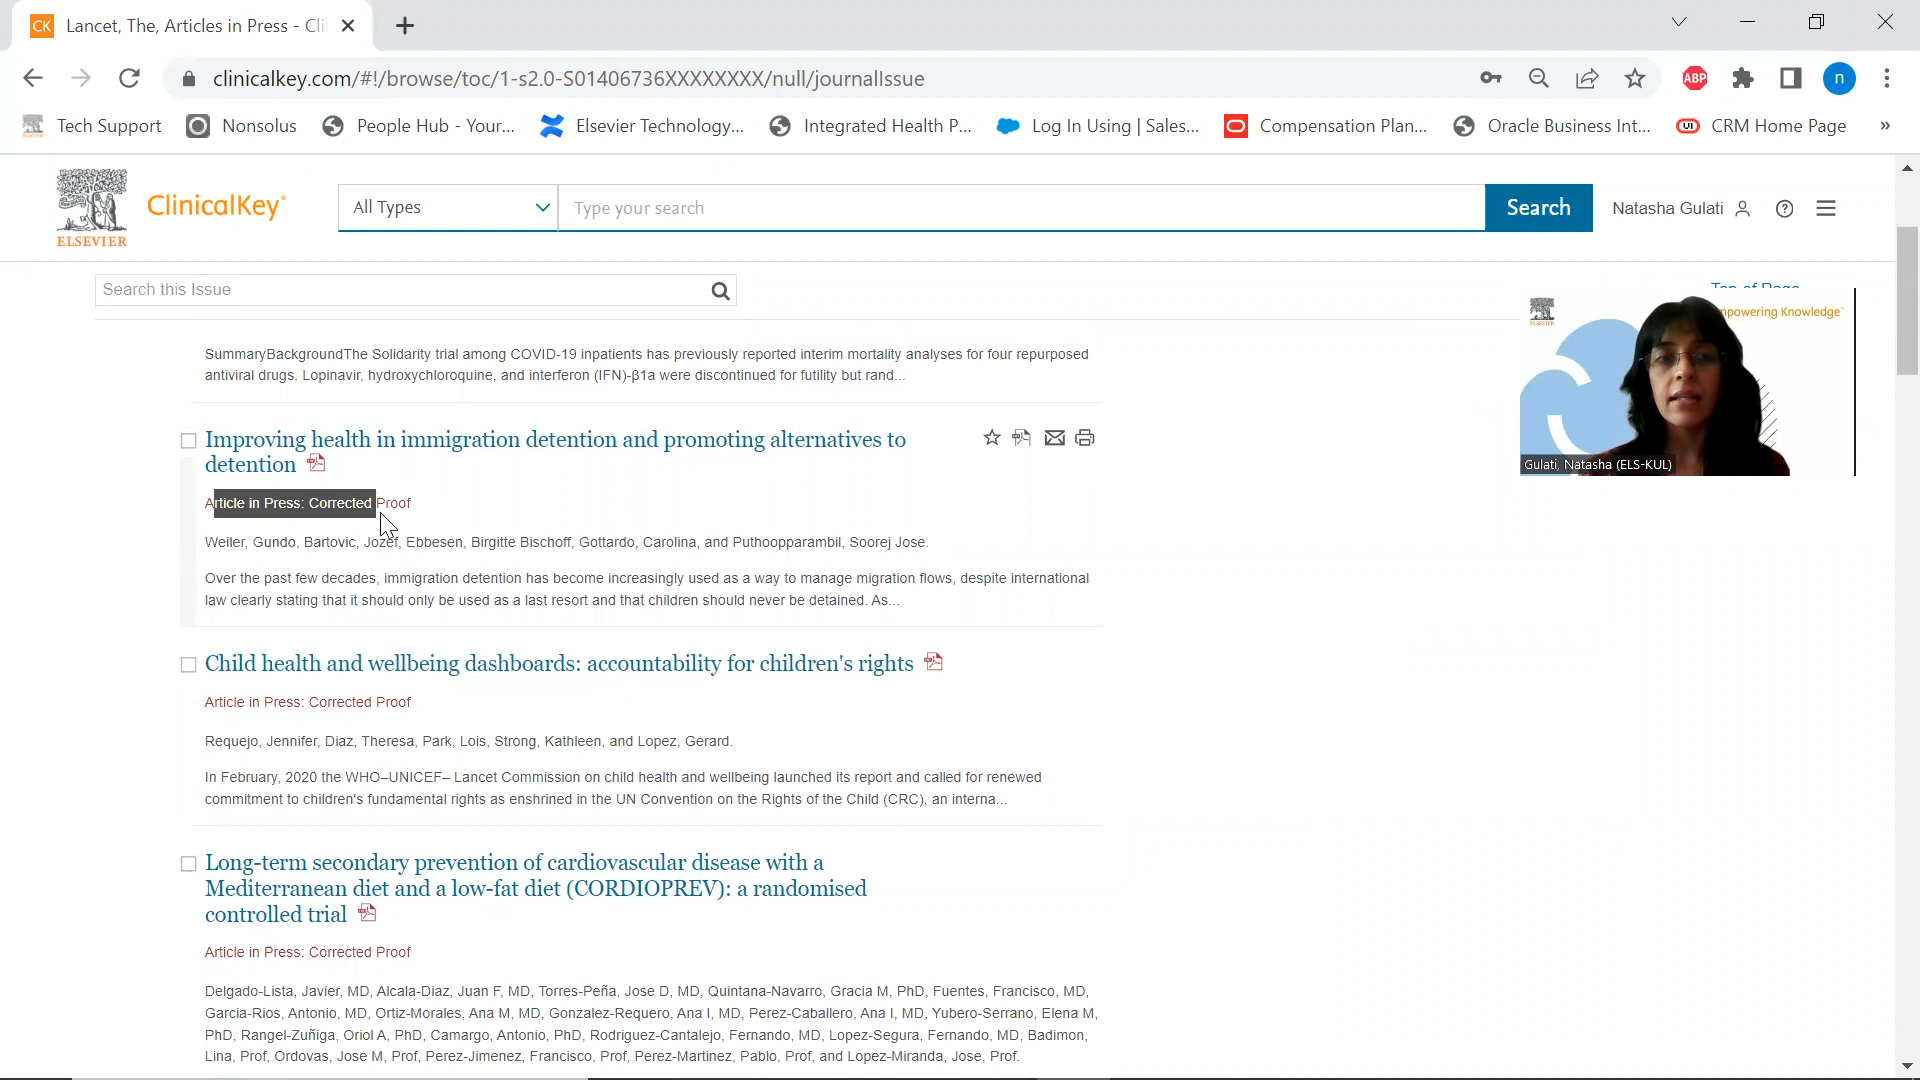 CK Lancet, The, Articles in Press - Cli
clinicalkey.com/#!/browse/toc/1-s2.0-S01406736XXXXXXXX/null/journalIssue
ABP
n
Tech Support
Nonsolus
People Hub - Your...
Elsevier Technology...
Integrated Health P...
Log In Using | Sales...
Compensation Plan...
Oracle Business Int...
UI CRM Home Page
»
ELSEVIER
ClinicalKey®
All Types
Type your search
Search
Natasha Gulati
Search this Issue
Top of Page
ELSEVIER
mpowering Knowledge™
Gulati, Natasha (ELS-KUL)
SummaryBackgroundThe Solidarity trial among COVID-19 inpatients has previously reported interim mortality analyses for four repurposed
antiviral drugs. Lopinavir, hydroxychloroquine, and interferon (IFN)-β1a were discontinued for futility but rand...
Improving health in immigration detention and promoting alternatives to
detention
Article in Press: Corrected Proof
Weiler, Gundo, Bartovic, Jozef, Ebbesen, Birgitte Bischoff, Gottardo, Carolina, and Puthoopparambil, Soorej Jose.
Over the past few decades, immigration detention has become increasingly used as a way to manage migration flows, despite international
law clearly stating that it should only be used as a last resort and that children should never be detained. As...
Child health and wellbeing dashboards: accountability for children's rights
Article in Press: Corrected Proof
Requejo, Jennifer, Diaz, Theresa, Park, Lois, Strong, Kathleen, and Lopez, Gerard.
In February, 2020 the WHO–UNICEF– Lancet Commission on child health and wellbeing launched its report and called for renewed
commitment to children's fundamental rights as enshrined in the UN Convention on the Rights of the Child (CRC), an interna...
Long-term secondary prevention of cardiovascular disease with a
Mediterranean diet and a low-fat diet (CORDIOPREV): a randomised
controlled trial
Article in Press: Corrected Proof
Delgado-Lista, Javier, MD, Alcala-Diaz, Juan F, MD, Torres-Peña, Jose D, MD, Quintana-Navarro, Gracia M, PhD, Fuentes, Francisco, MD,
Garcia-Rios, Antonio, MD, Ortiz-Morales, Ana M, MD, Gonzalez-Requero, Ana I, MD, Perez-Caballero, Ana I, MD, Yubero-Serrano, Elena M,
PhD, Rangel-Zuñiga, Oriol A, PhD, Camargo, Antonio, PhD, Rodriguez-Cantalejo, Fernando, MD, Lopez-Segura, Fernando, MD, Badimon,
Lina, Prof, Ordovas, Jose M, Prof, Perez-Jimenez, Francisco, Prof, Perez-Martinez, Pablo, Prof, and Lopez-Miranda, Jose, Prof.